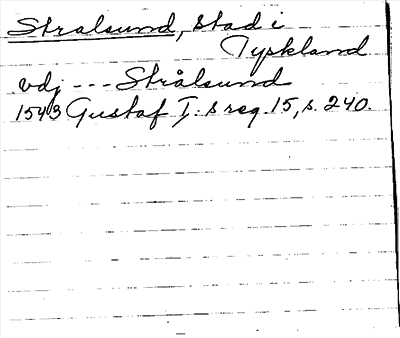 Stralsund, stad i
Tyskland
vdj --- Strålsund
1543 Gustaf I:s reg. 15, s. 240.